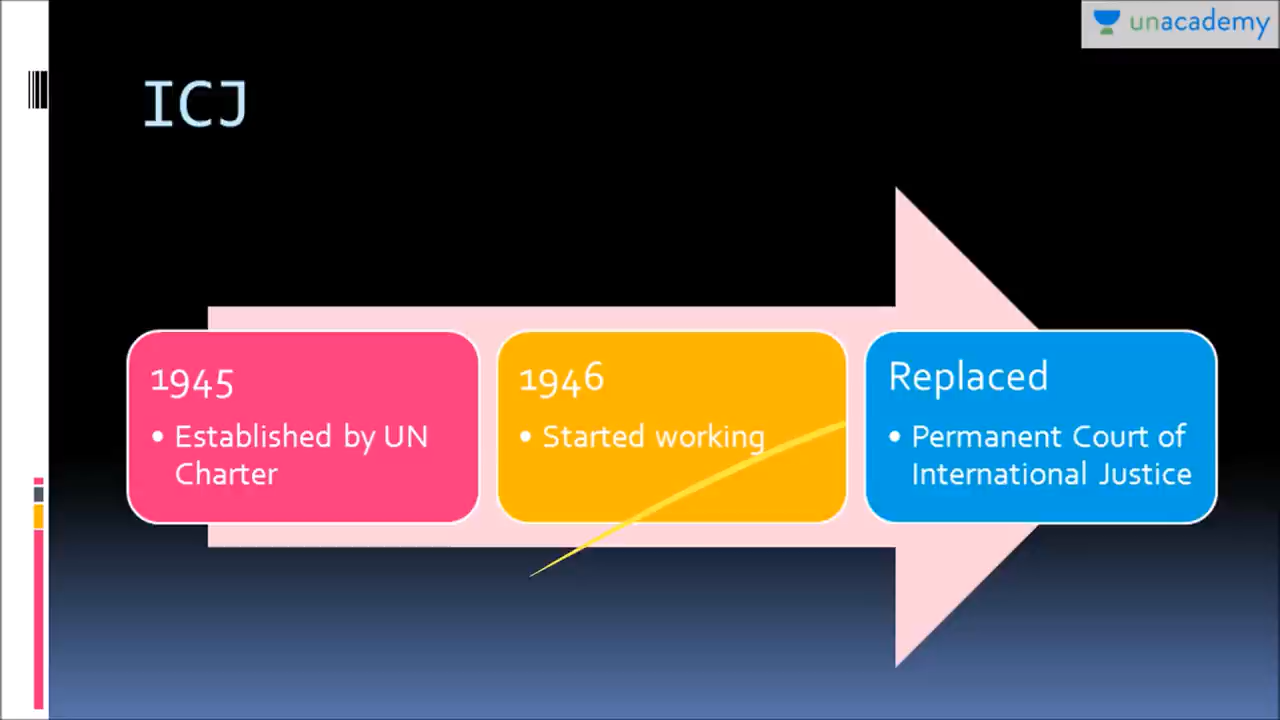 unacademy
ICJ
1945
• Established by UN
Charter
1946
• Started working
Replaced
• Permanent Court of
International Justice